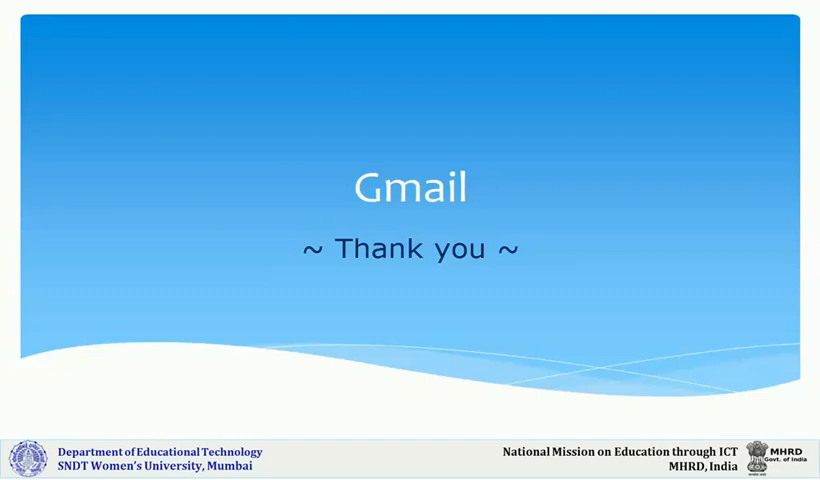 Gmail
~ Thank you ~
Department of Educational Technology
SNDT Women's University, Mumbai
National Mission on Education through ICT
MHRD, India
MHRD
Govt. of India